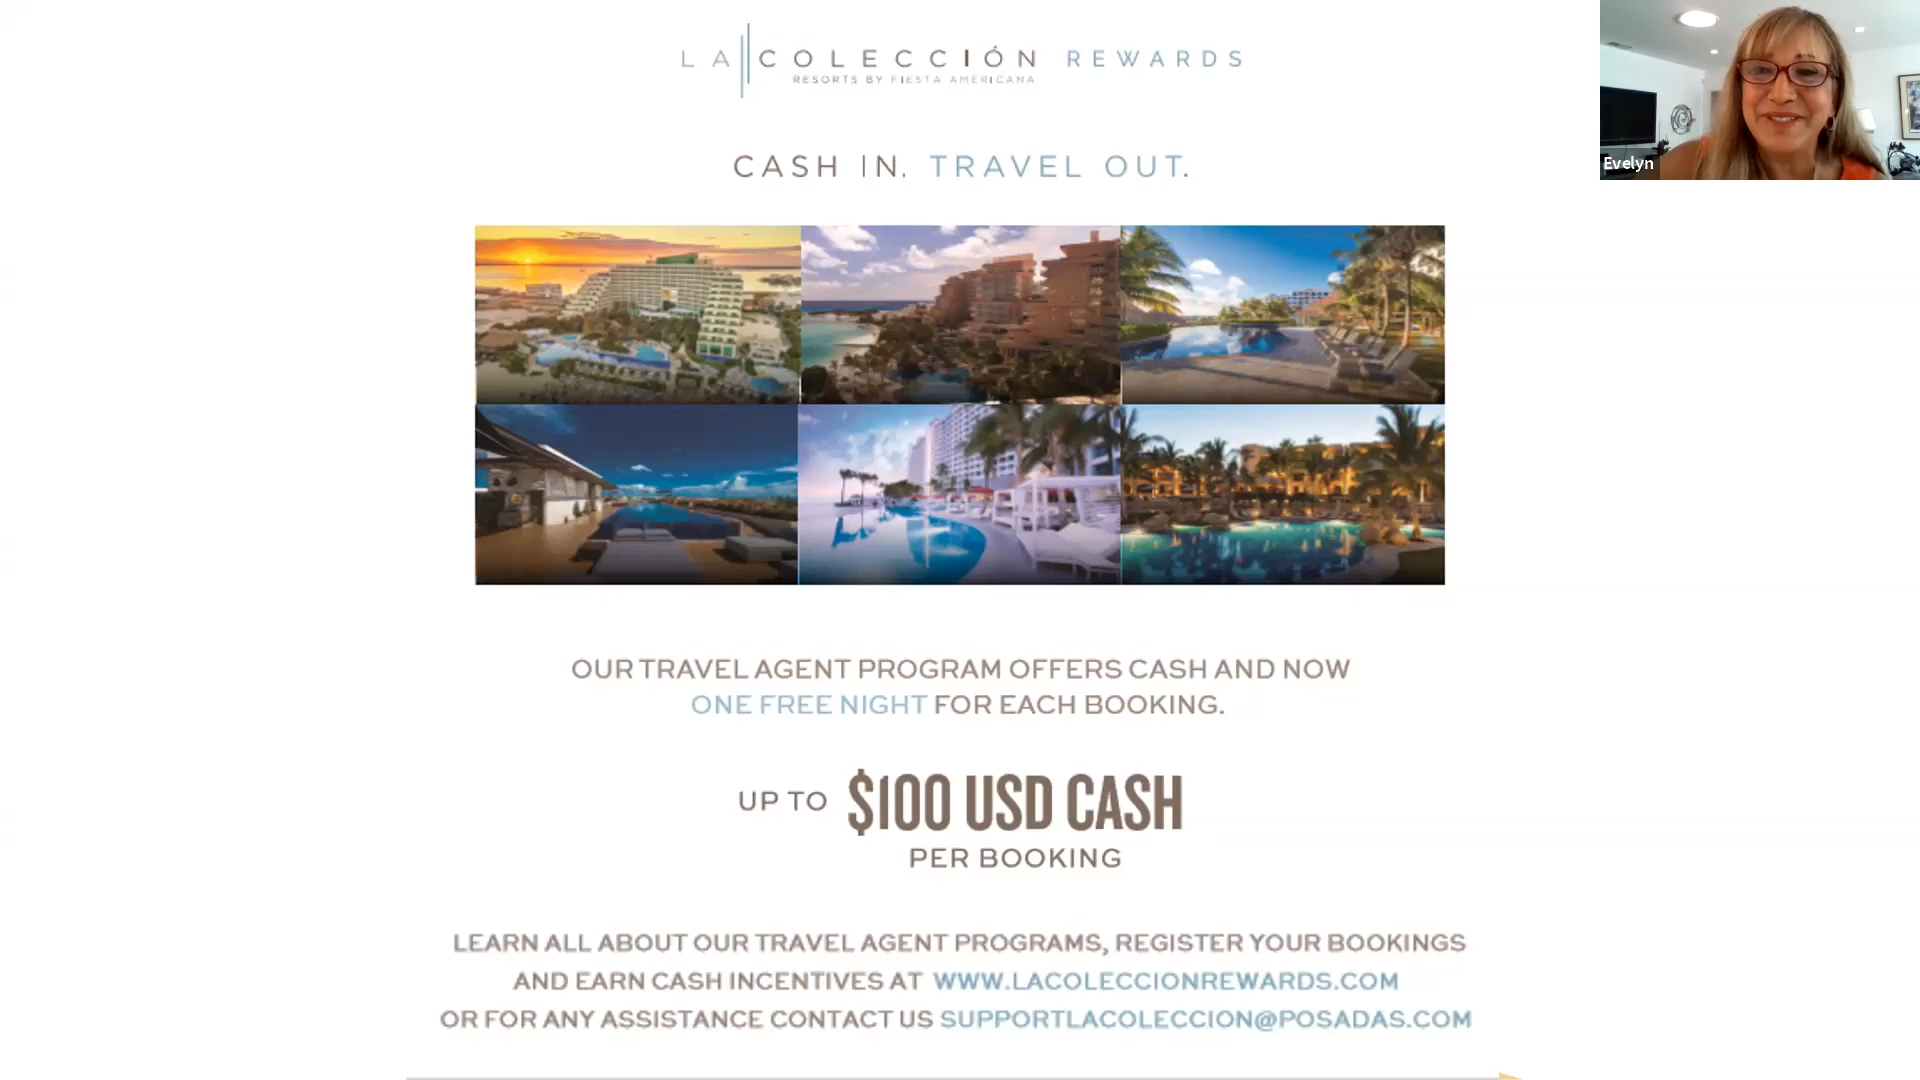 LA COLECCIÓN REWARDS
RESORTS BY FIESTA AMERICANA
CASH IN. TRAVEL OUT.
Evelyn
OUR TRAVEL AGENT PROGRAM OFFERS CASH AND NOW
ONE FREE NIGHT FOR EACH BOOKING.
UP TO $100 USD CASH
PER BOOKING
LEARN ALL ABOUT OUR TRAVEL AGENT PROGRAMS, REGISTER YOUR BOOKINGS
AND EARN CASH INCENTIVES AT WWW.LACOLECCIONREWARDS.COM
OR FOR ANY ASSISTANCE CONTACT US SUPPORTLACOLECCION@POSADAS.COM